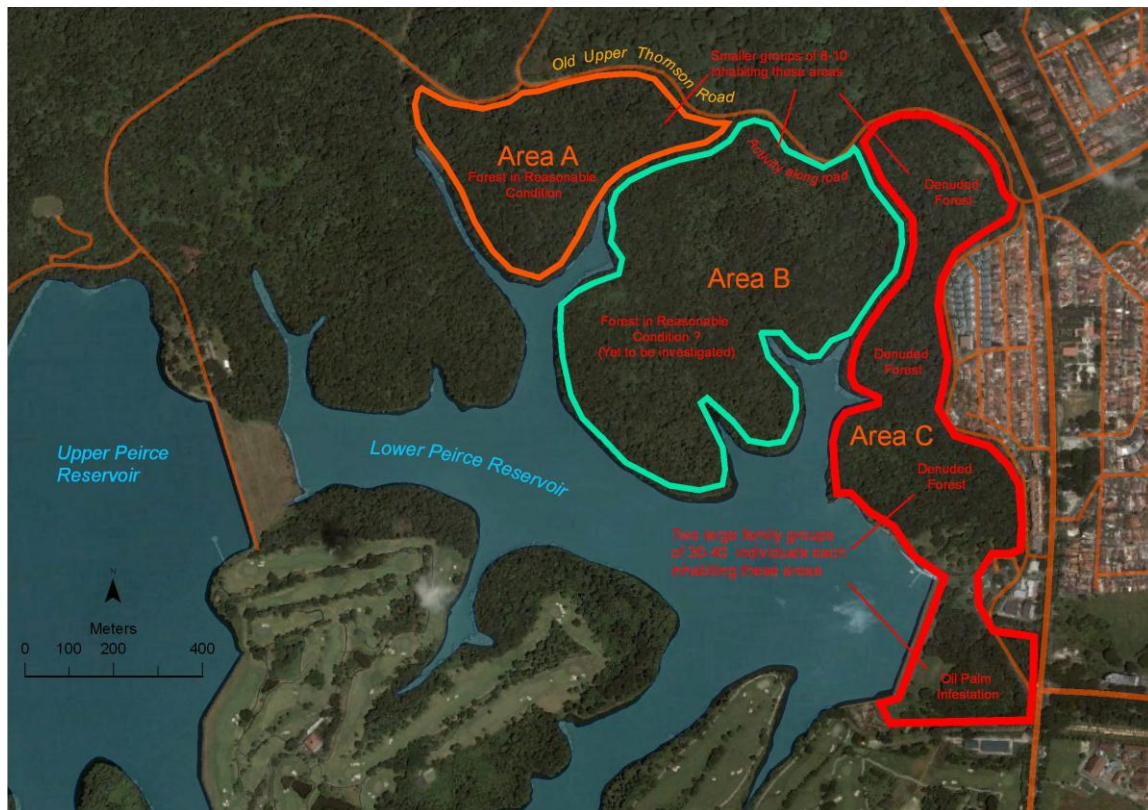 Old Upper Thomson Road
Smaller groups of 8-10
inhabiting these areas
Area A
Forest in Reasonable
Condition
Activity along road
Denuded
Forest
Area B
Forest in Reasonable
Condition ?
(Yet to be investigated)
Denuded
Forest
Area C
Upper Peirce
Reservoir
Lower Peirce Reservoir
Denuded
Forest
Two large family groups
of 30-40 individuals each
inhabiting these areas
N
Meters
0 100 200 400
Oil Palm
Infestation